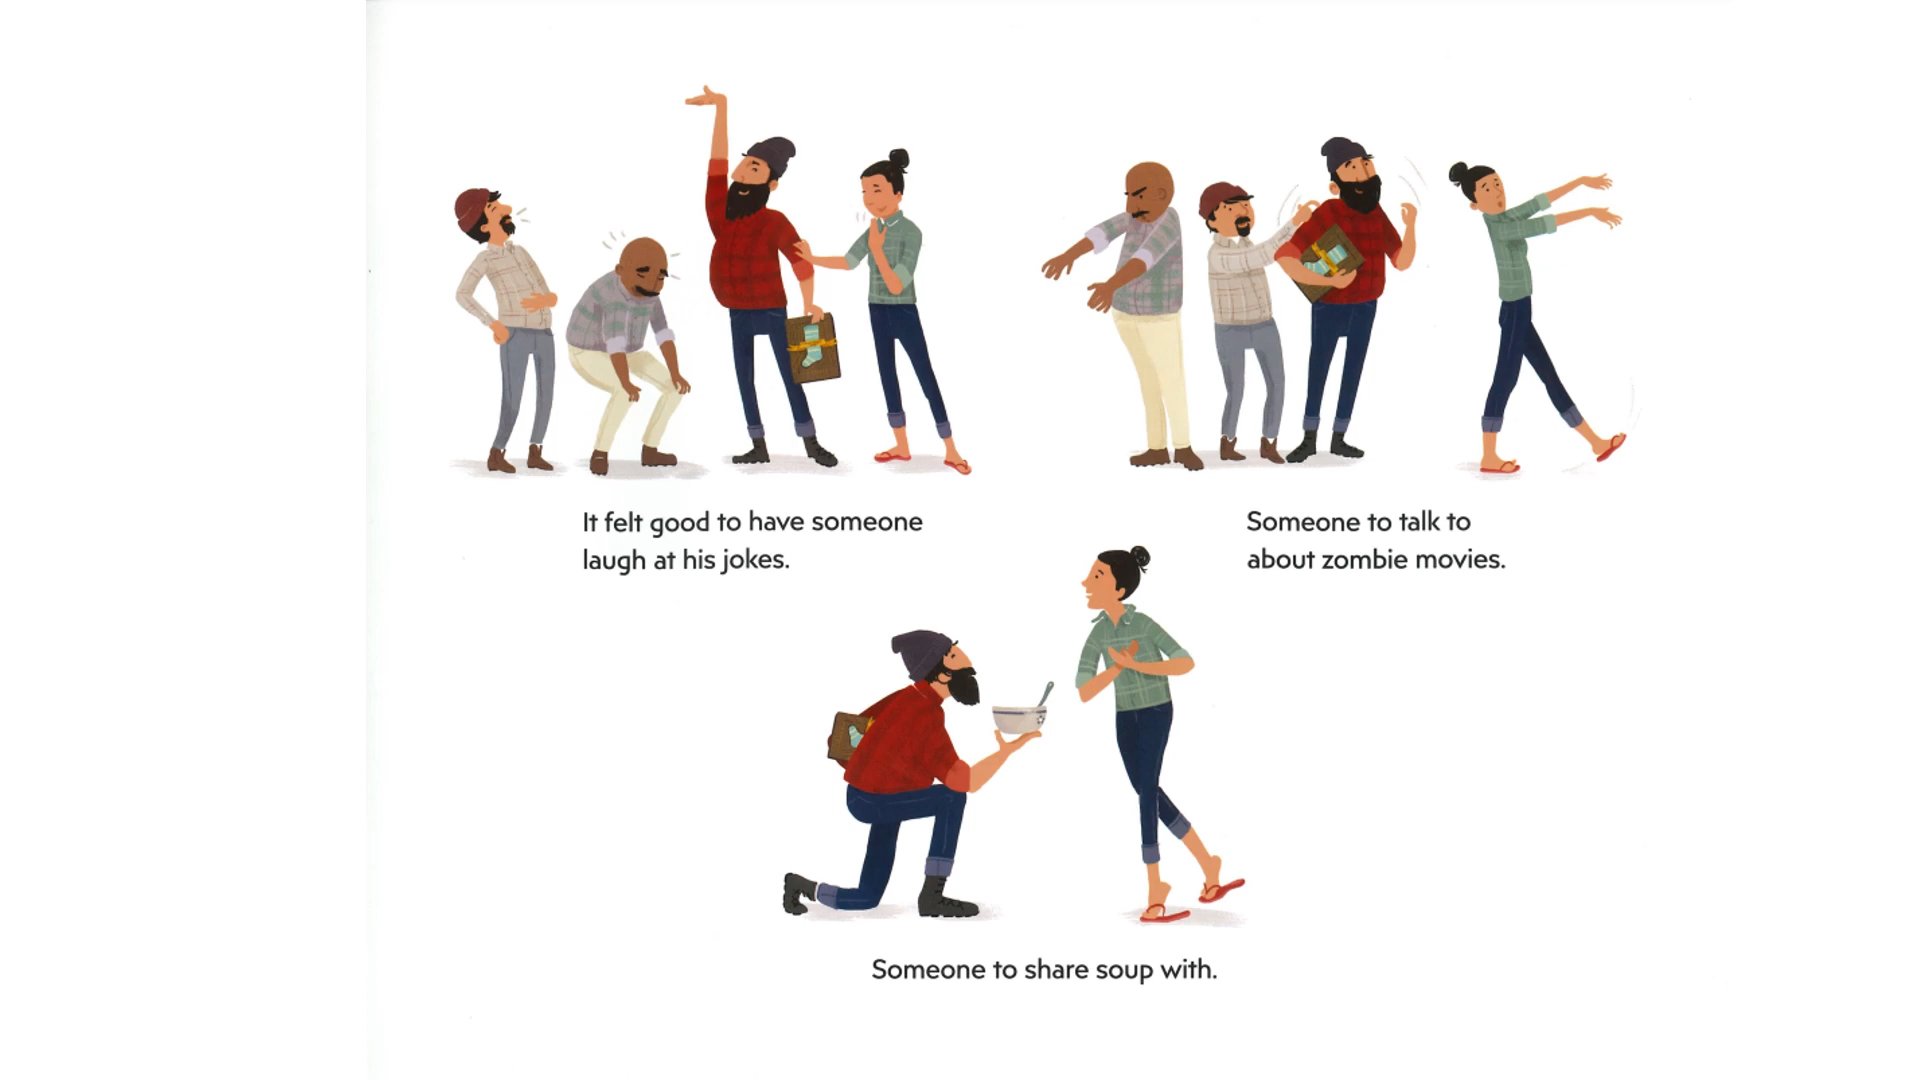 It felt good to have someone
laugh at his jokes.
Someone to talk to
about zombie movies.
Someone to share soup with.